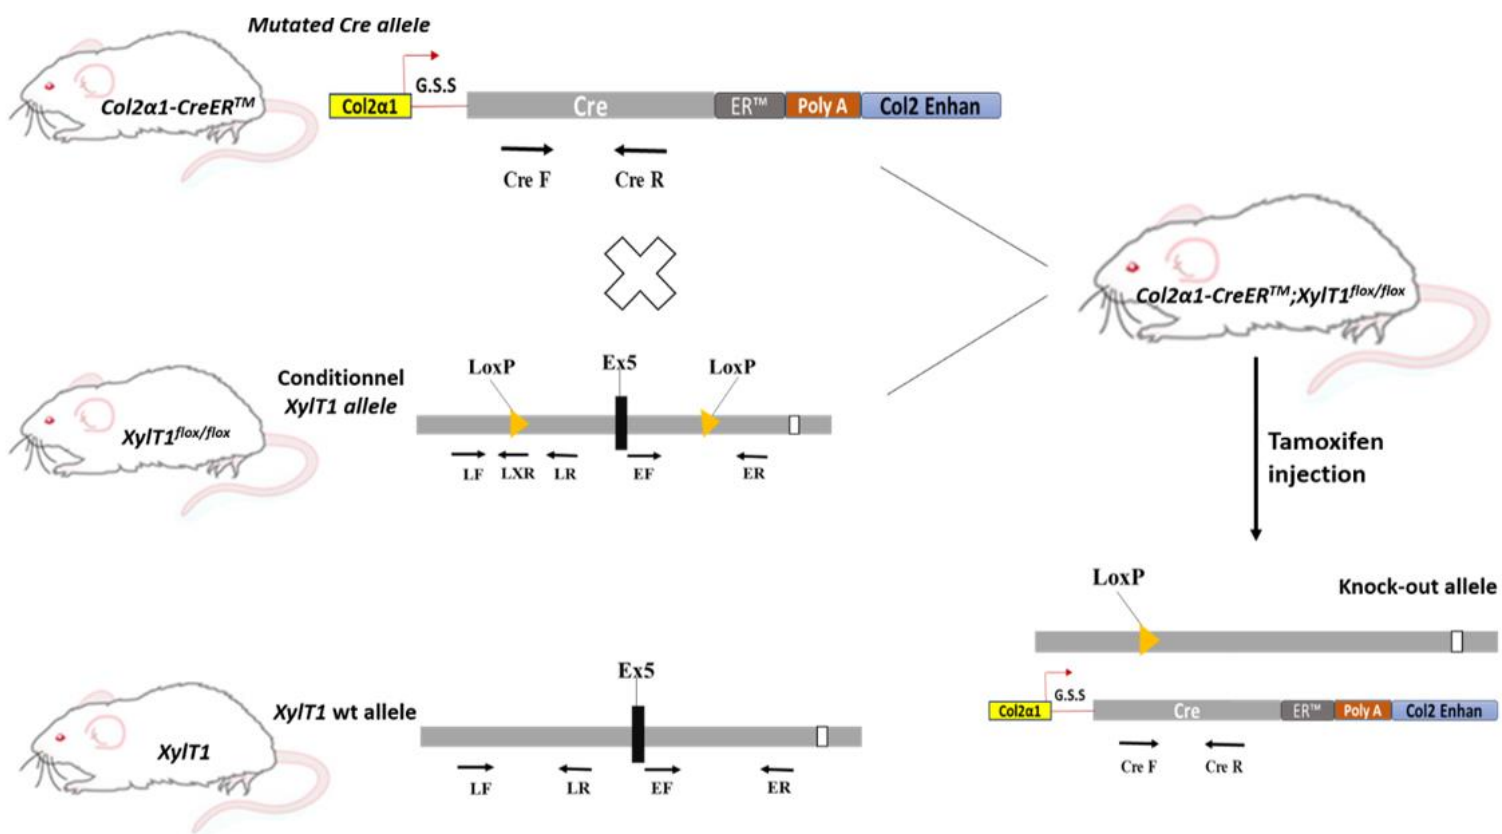 Mutated Cre allele
Col2α1-CreER™
Col2α1
G.S.S
Cre
ER™
Poly A
Col2 Enhan
Cre F
Cre R
Col2α1-CreER™;XylT1flox/flox
Conditionnel
XylT1 allele
LoxP
Ex5
LoxP
XylT1flox/flox
LF
LXR
LR
EF
ER
Tamoxifen
injection
LoxP
Knock-out allele
Col2α1
G.S.S
Cre
ER™
Poly A
Col2 Enhan
Cre F
Cre R
Ex5
XylT1 wt allele
XylT1
LF
LR
EF
ER